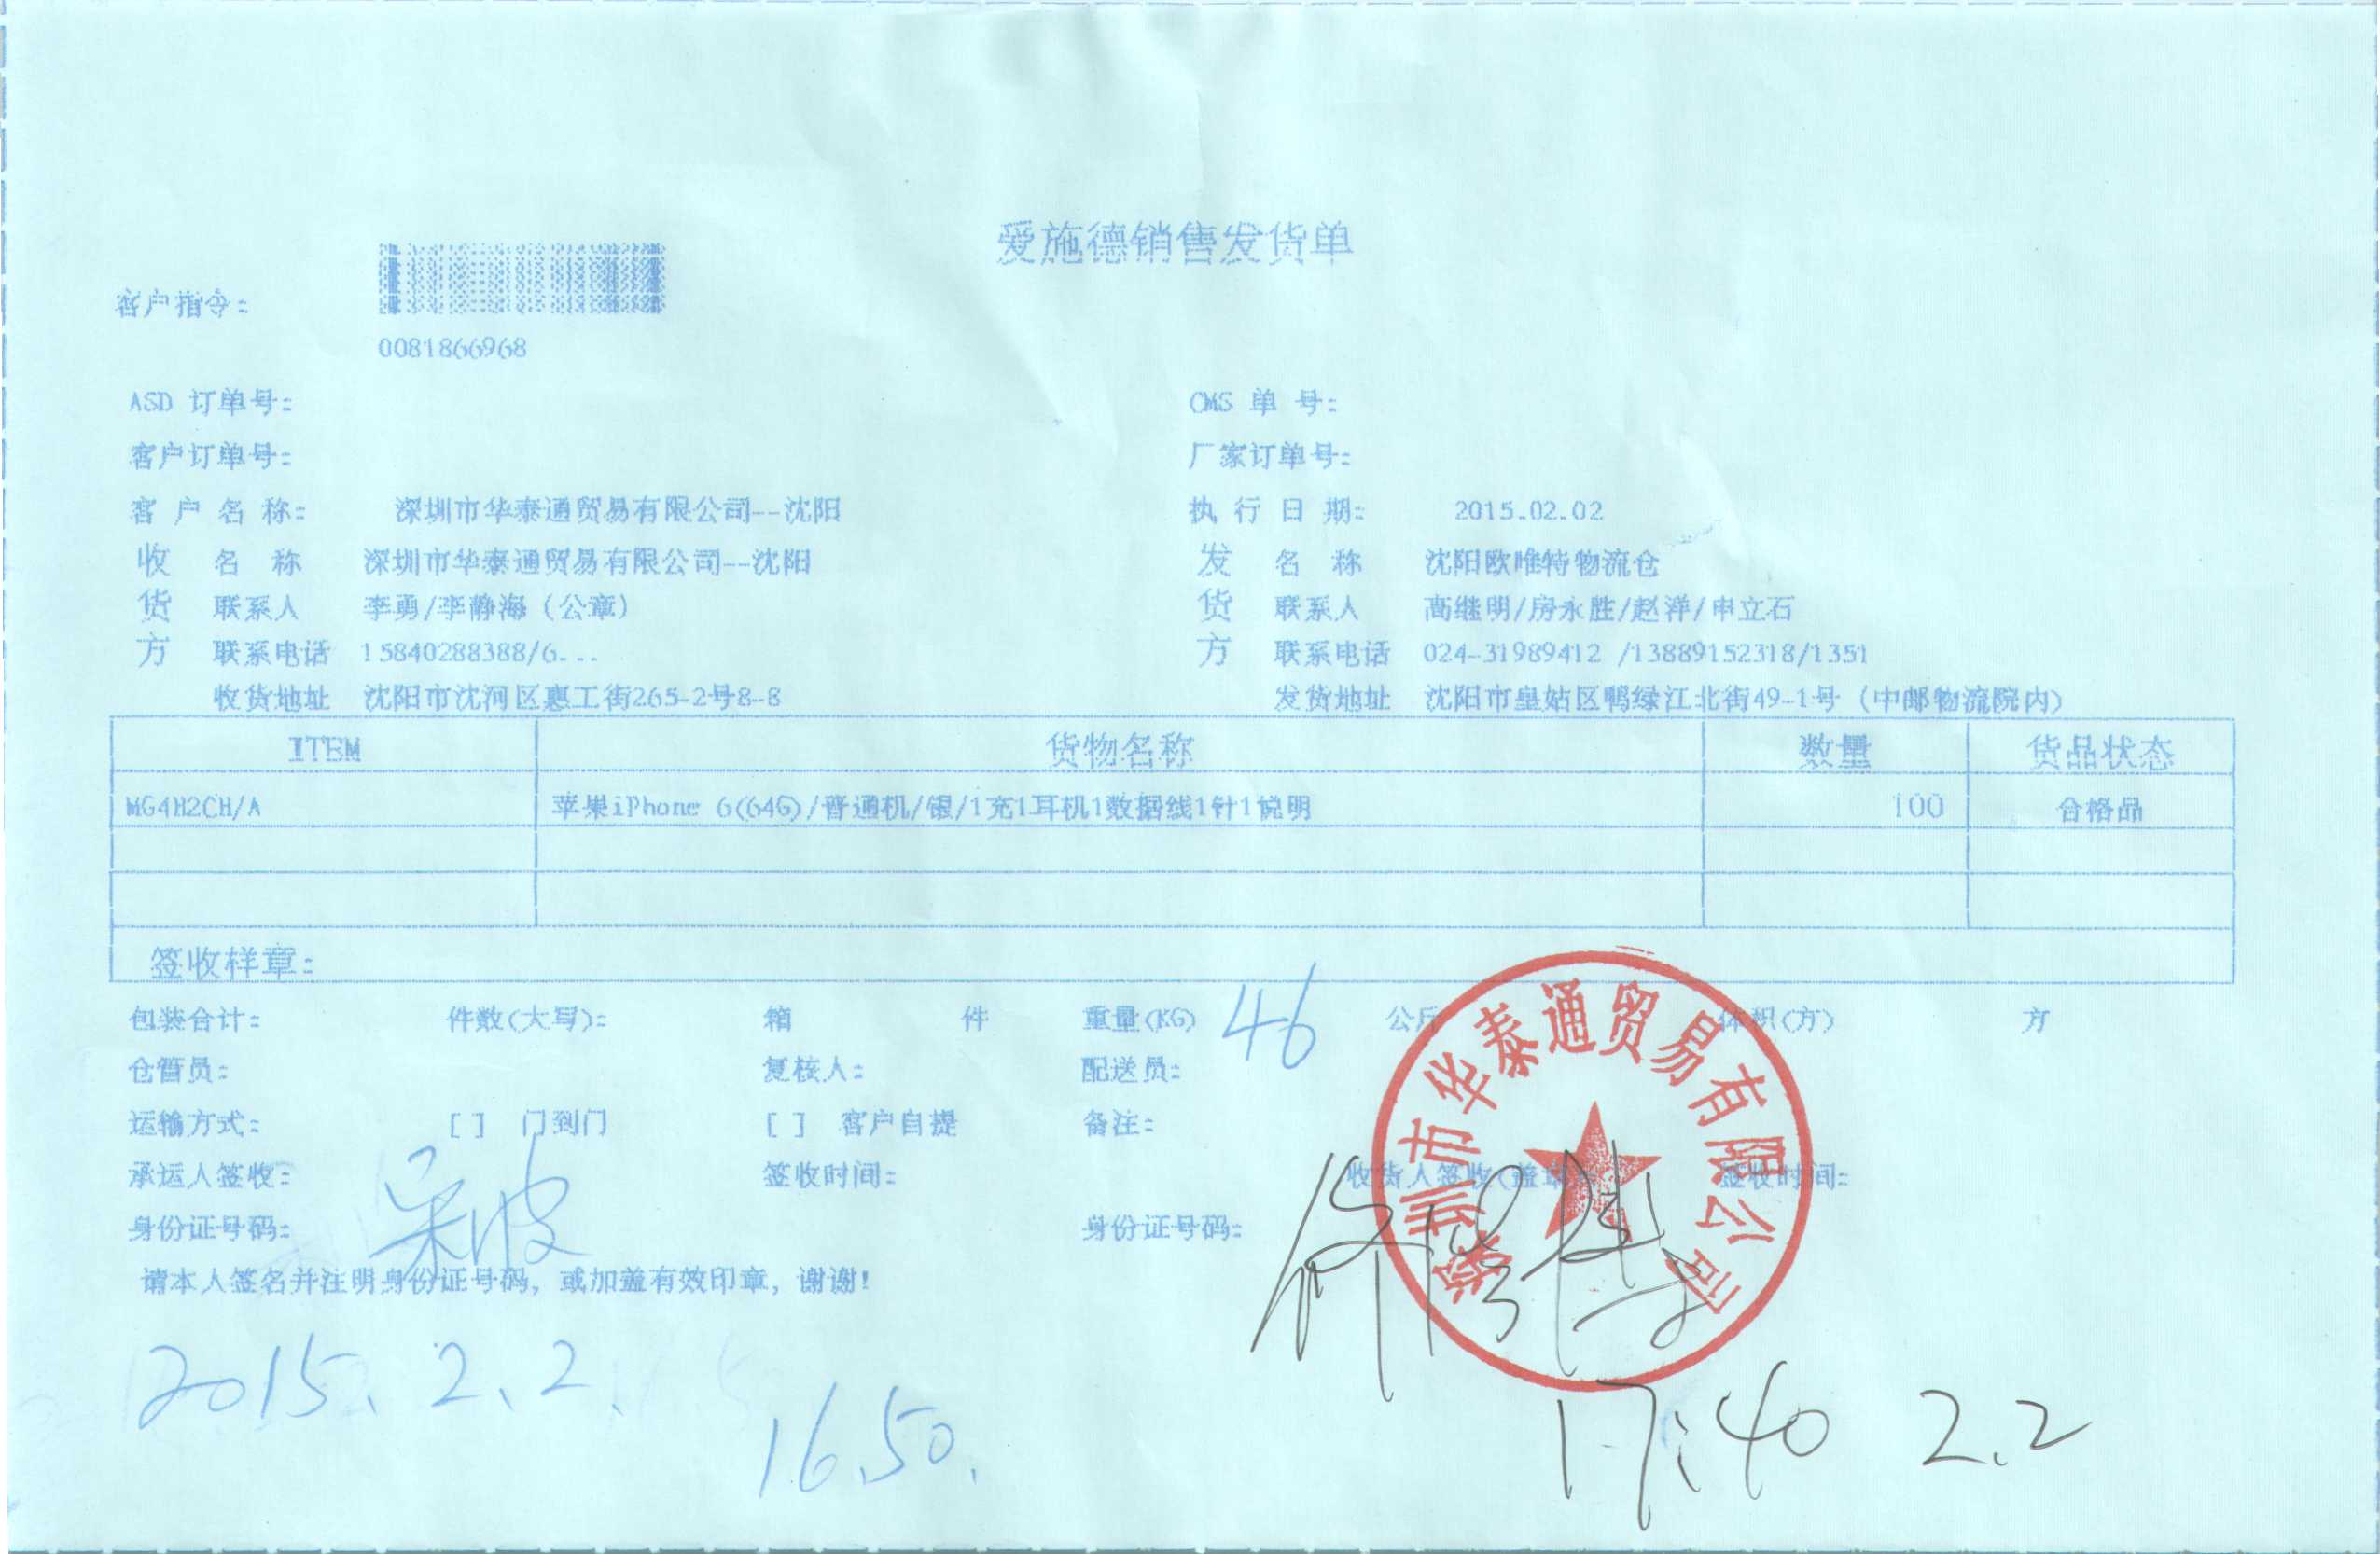 爱施德销售发货单
客户指令:
0081866968
ASD 订单号: CMS 单 号:
客户订单号: 厂家订单号:
客 户 名 称: 深圳市华泰通贸易有限公司--沈阳 执 行 日 期: 2015.02.02
收 名 称 深圳市华泰通贸易有限公司--沈阳 发 名 称 沈阳欧唯特物流仓
货 联系人 李勇/李静海（公章） 货 联系人 高继明/房永胜/赵洋/申立石
方 联系电话 15840288388/6... 方 联系电话 024-31989412 /13889152318/1351
收货地址 沈阳市沈河区惠工街265-2号8-8 发货地址 沈阳市皇姑区鸭绿江北街49-1号（中邮物流院内）
ITEM 货物名称 数量 货品状态
MG4H2CH/A 苹果iPhone 6(64G)/普通机/银/1充1耳机1数据线1针1说明 100 合格品
签收样章:
包装合计: 件数(大写): 箱 件 重量(KG) 46 公斤 体积(方) 方
仓管员: 复核人: 配送员:
运输方式: [ ] 门到门 [ ] 客户自提 备注:
承运人签收: 签收时间: 收货人签收(盖章) 签收时间:
身份证号码: 身份证号码:
请本人签名并注明身份证号码, 或加盖有效印章, 谢谢!
深圳市华泰通贸易有限公司
2015.2.2.
16.50.
17:40 2.2